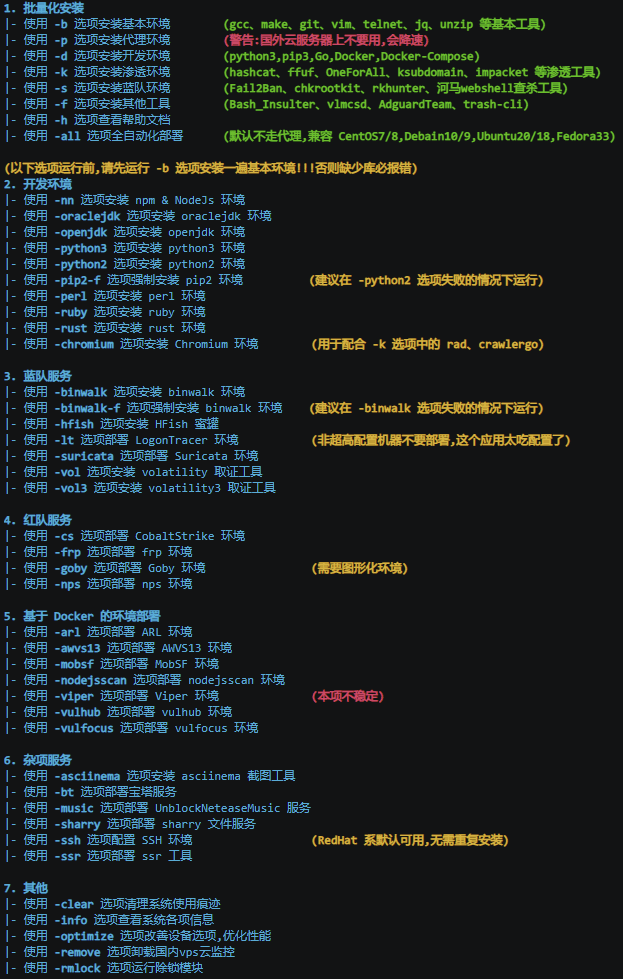 1. 批量化安装
|- 使用 -b 选项安装基本环境 (gcc、make、git、vim、telnet、jq、unzip 等基本工具)
|- 使用 -p 选项安装代理环境 (警告:国外云服务器上不要用,会降速)
|- 使用 -d 选项安装开发环境 (python3,pip3,Go,Docker,Docker-Compose)
|- 使用 -k 选项安装渗透环境 (hashcat、ffuf、OneForAll、ksubdomain、impacket 等渗透工具)
|- 使用 -s 选项安装蓝队环境 (Fail2Ban、chkrootkit、rkhunter、河马webshell查杀工具)
|- 使用 -f 选项安装其他工具 (Bash_Insulter、vlmcsd、AdguardTeam、trash-cli)
|- 使用 -h 选项查看帮助文档
|- 使用 -all 选项全自动化部署 (默认不走代理,兼容 CentOS7/8,Debain10/9,Ubuntu20/18,Fedora33)
(以下选项运行前,请先运行 -b 选项安装一遍基本环境!!!否则缺少库必报错)
2. 开发环境
|- 使用 -nn 选项安装 npm & NodeJs 环境
|- 使用 -oraclejdk 选项安装 oraclejdk 环境
|- 使用 -openjdk 选项安装 openjdk 环境
|- 使用 -python3 选项安装 python3 环境
|- 使用 -python2 选项安装 python2 环境
|- 使用 -pip2-f 选项强制安装 pip2 环境 (建议在 -python2 选项失败的情况下运行)
|- 使用 -perl 选项安装 perl 环境
|- 使用 -ruby 选项安装 ruby 环境
|- 使用 -rust 选项安装 rust 环境
|- 使用 -chromium 选项安装 Chromium 环境 (用于配合 -k 选项中的 rad、crawlergo)
3. 蓝队服务
|- 使用 -binwalk 选项安装 binwalk 环境
|- 使用 -binwalk-f 选项强制安装 binwalk 环境 (建议在 -binwalk 选项失败的情况下运行)
|- 使用 -hfish 选项安装 HFish 蜜罐
|- 使用 -lt 选项部署 LogonTracer 环境 (非超高配置机器不要部署,这个应用太吃配置了)
|- 使用 -suricata 选项部署 Suricata 环境
|- 使用 -vol 选项安装 volatility 取证工具
|- 使用 -vol3 选项安装 volatility3 取证工具
4. 红队服务
|- 使用 -cs 选项部署 CobaltStrike 环境
|- 使用 -frp 选项部署 frp 环境
|- 使用 -goby 选项部署 Goby 环境 (需要图形化环境)
|- 使用 -nps 选项部署 nps 环境
5. 基于 Docker 的环境部署
|- 使用 -arl 选项部署 ARL 环境
|- 使用 -awvs13 选项部署 AWVS13 环境
|- 使用 -mobsf 选项部署 MobSF 环境
|- 使用 -nodejsscan 选项部署 nodejsscan 环境
|- 使用 -viper 选项部署 Viper 环境 (本项不稳定)
|- 使用 -vulhub 选项部署 vulhub 环境
|- 使用 -vulfocus 选项部署 vulfocus 环境
6. 杂项服务
|- 使用 -asciinema 选项安装 asciinema 截图工具
|- 使用 -bt 选项部署宝塔服务
|- 使用 -music 选项部署 UnblockNeteaseMusic 服务
|- 使用 -sharry 选项部署 sharry 文件服务
|- 使用 -ssh 选项配置 SSH 环境 (RedHat 系默认可用,无需重复安装)
|- 使用 -ssr 选项部署 ssr 工具
7. 其他
|- 使用 -clear 选项清理系统使用痕迹
|- 使用 -info 选项查看系统各项信息
|- 使用 -optimize 选项改善设备选项,优化性能
|- 使用 -remove 选项卸载国内vps云监控
|- 使用 -rmlock 选项运行除锁模块